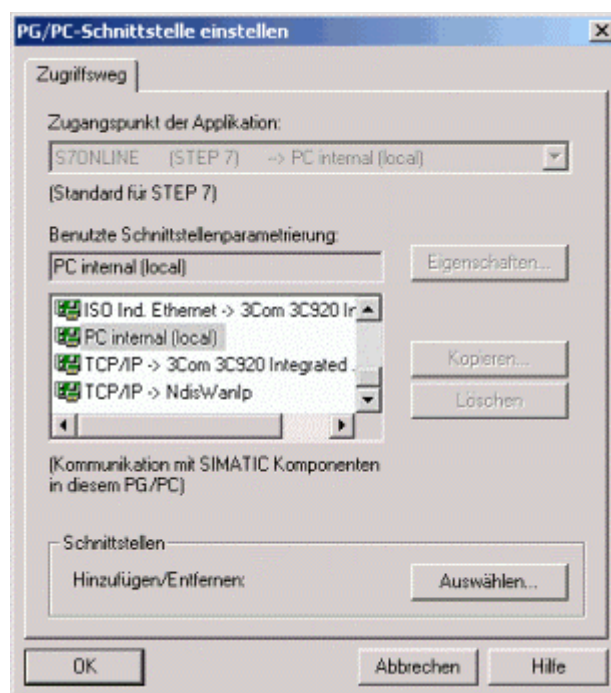 PG/PC-Schnittstelle einstellen
Zugriffsweg
Zugangspunkt der Applikation:
S7ONLINE (STEP 7) --> PC internal (local)
(Standard für STEP 7)
Benutzte Schnittstellenparametrierung:
PC internal (local)
Eigenschaften...
ISO Ind. Ethernet -> 3Com 3C920 Int
PC internal (local)
TCP/IP -> 3Com 3C920 Integrated .
TCP/IP -> NdisWanIp
Kopieren...
Löschen
(Kommunikation mit SIMATIC Komponenten
in diesem PG/PC)
Schnittstellen
Hinzufügen/Entfernen:
Auswählen...
OK
Abbrechen
Hilfe